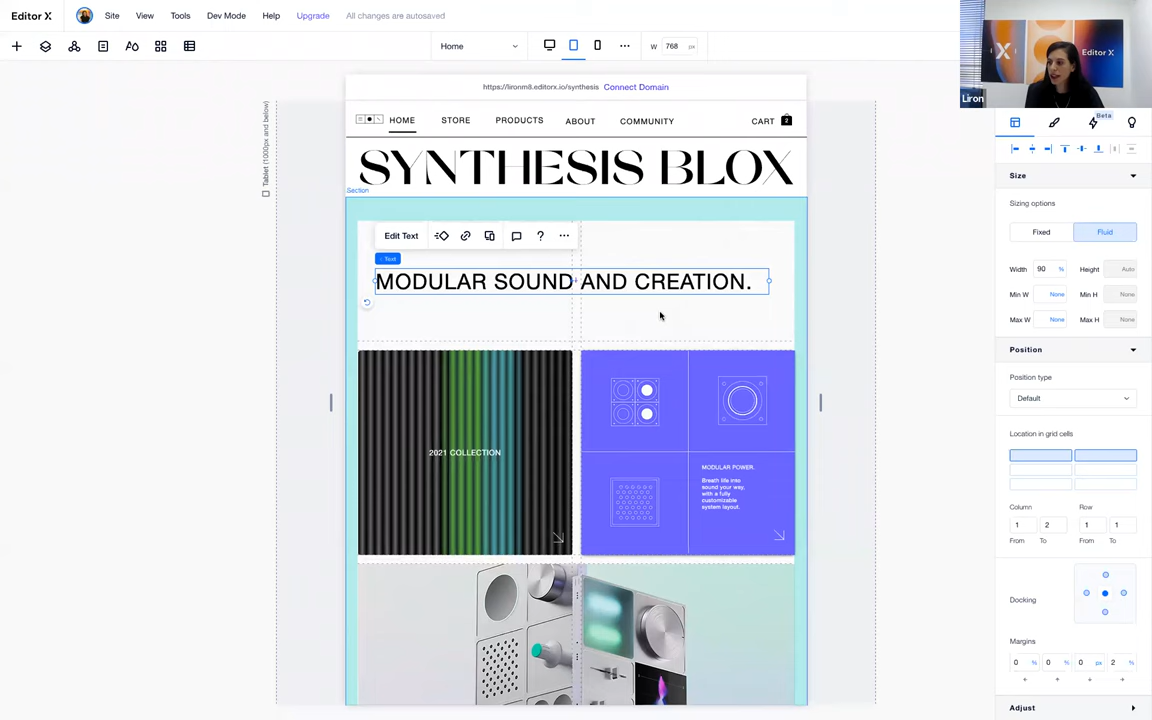 Editor X
Site
View
Tools
Dev Mode
Help
Upgrade
All changes are autosaved
Home
W 768 px
Editor X
Liron
Tablet (1000px and below)
https://lironm8.editorx.io/synthesis Connect Domain
HOME STORE PRODUCTS ABOUT COMMUNITY CART 2
SYNTHESIS BLOX
Section
Edit Text
?
Text
MODULAR SOUND AND CREATION.
2021 COLLECTION
MODULAR POWER.
Breath life into
sound your way,
with a fully
customizable
system layout.
Beta
Size
Sizing options
Fixed Fluid
Width 90 % Height Auto
Min W None Min H None
Max W None Max H None
Position
Position type
Default
Location in grid cells
Column Row
1 2 1 1
From To From To
Docking
Margins
0 % 0 % 0 px 2 %
Adjust